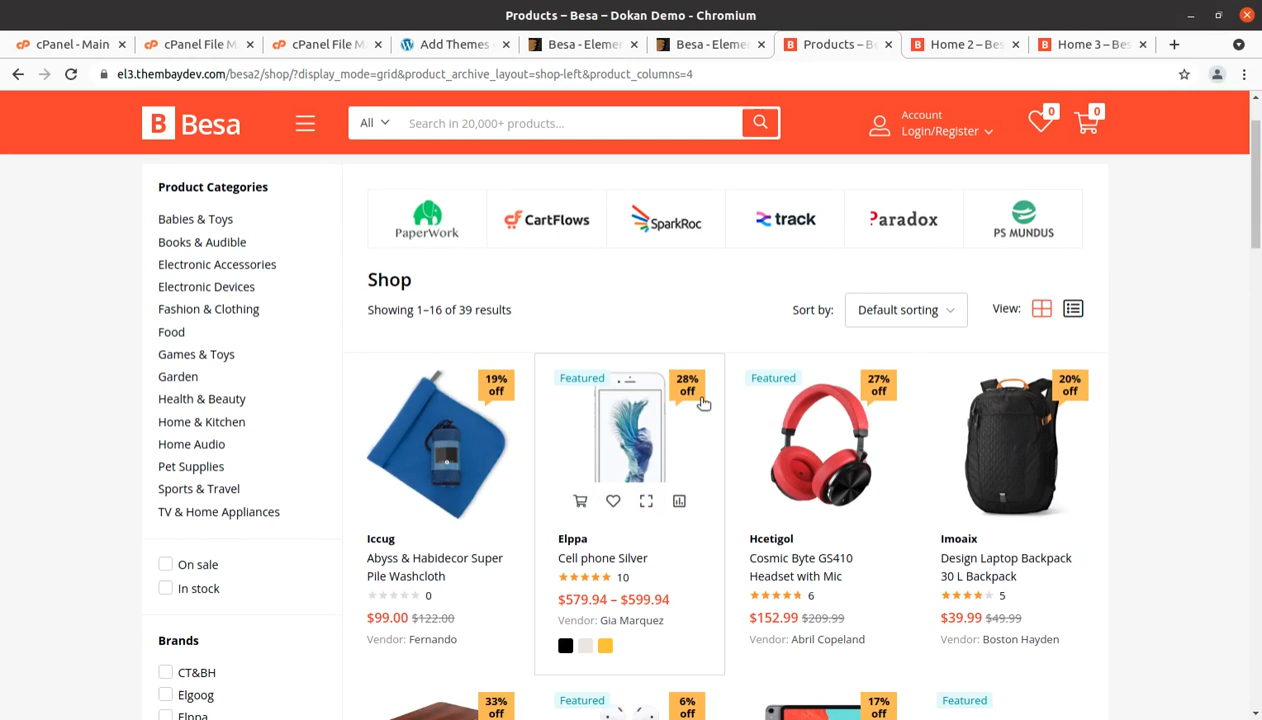 Products – Besa – Dokan Demo - Chromium
cPanel - Main
cPanel File M
cPanel File M
Add Themes
Besa - Elemer
Besa - Elemer
Products – B
Home 2 – Bes
Home 3 – Bes
el3.thembaydev.com/besa2/shop/?display_mode=grid&product_archive_layout=shop-left&product_columns=4
B Besa
All
Search in 20,000+ products...
Account
Login/Register
0
0
Product Categories
Babies & Toys
Books & Audible
Electronic Accessories
Electronic Devices
Fashion & Clothing
Food
Games & Toys
Garden
Health & Beauty
Home & Kitchen
Home Audio
Pet Supplies
Sports & Travel
TV & Home Appliances
On sale
In stock
Brands
CT&BH
Elgoog
Elppa
PAPERWORK
CartFlows
SparkRoc
track
Paradox
PS MUNDUS
Shop
Showing 1–16 of 39 results
Sort by:
Default sorting
View:
19%
off
Iccug
Abyss & Habidecor Super
Pile Washcloth
0
$99.00 $122.00
Vendor: Fernando
Featured
28%
off
Elppa
Cell phone Silver
10
$579.94 – $599.94
Vendor: Gia Marquez
Featured
27%
off
Hcetigol
Cosmic Byte GS410
Headset with Mic
6
$152.99 $209.99
Vendor: Abril Copeland
20%
off
Imoaix
Design Laptop Backpack
30 L Backpack
5
$39.99 $49.99
Vendor: Boston Hayden
33%
off
Featured
6%
off
17%
off
Featured